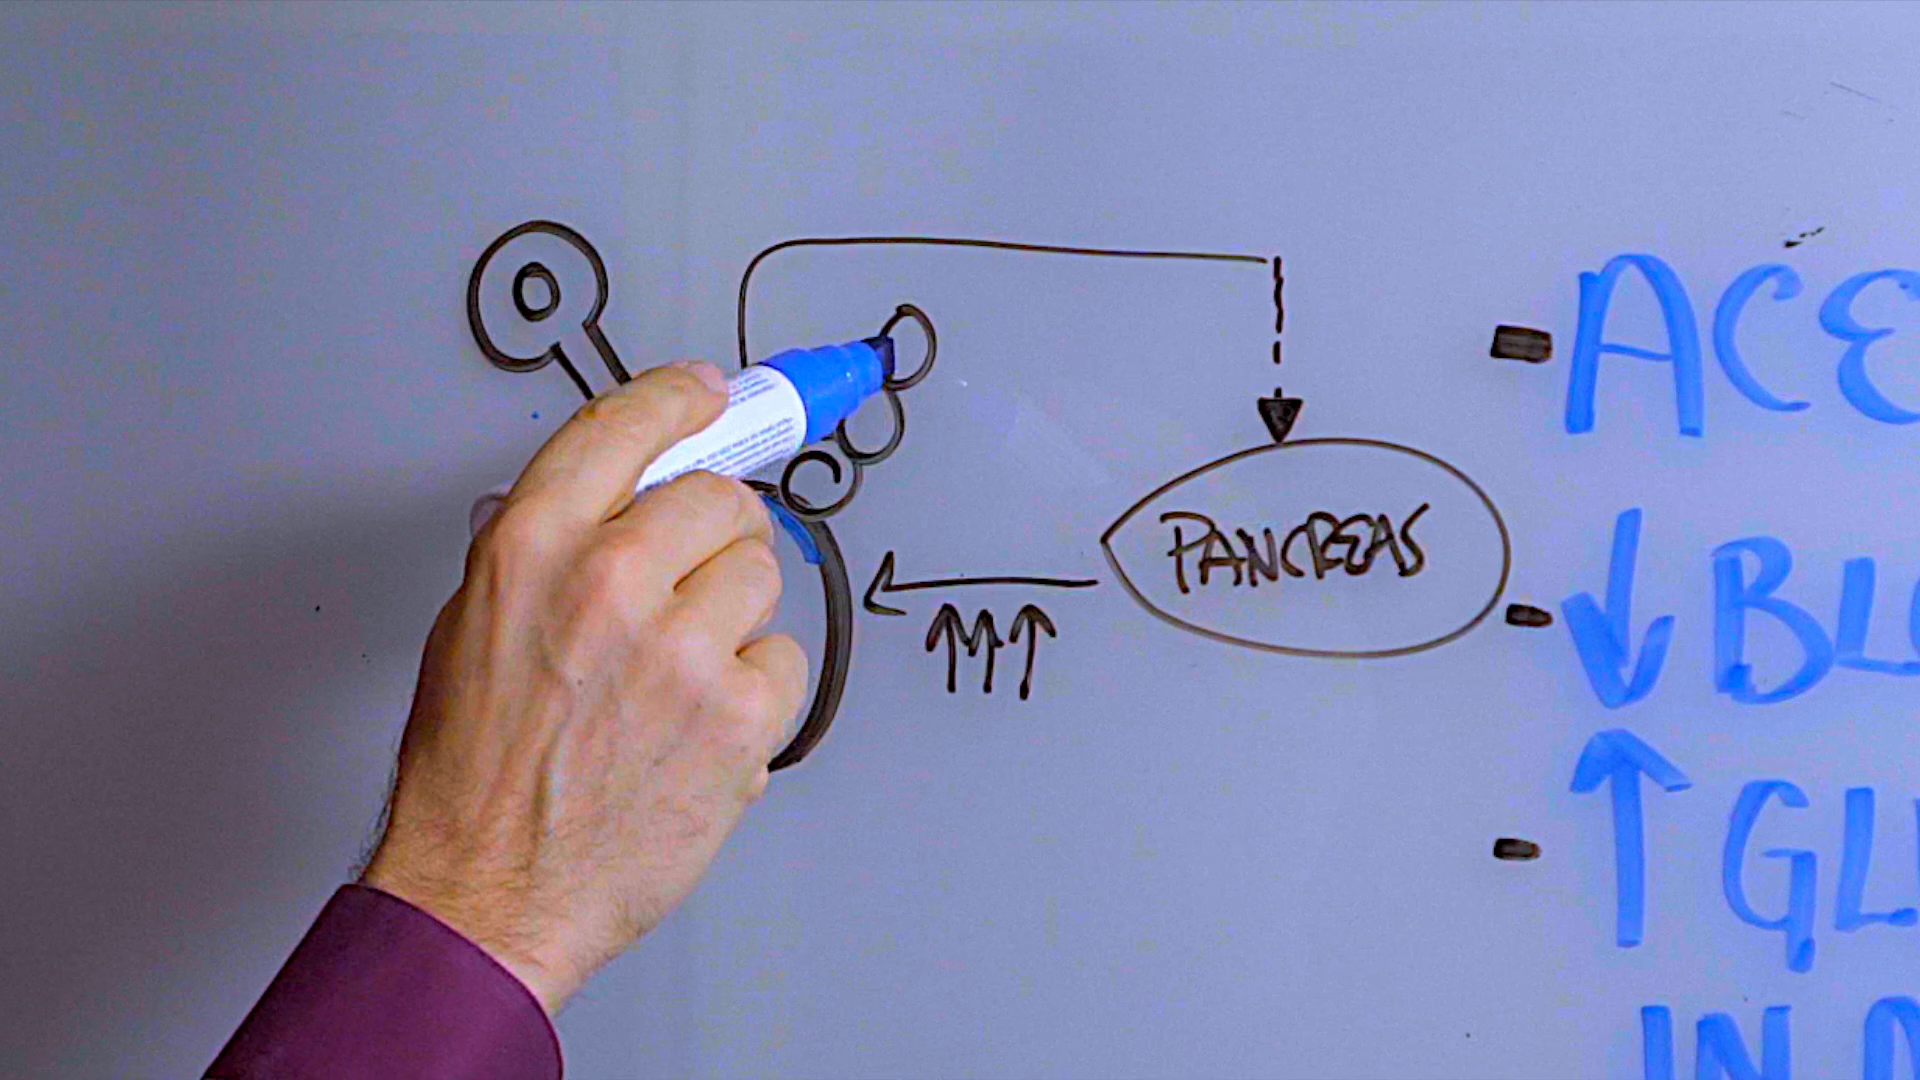 PANCREAS
- ACE
- ↓ BL
- ↑ GL
IN